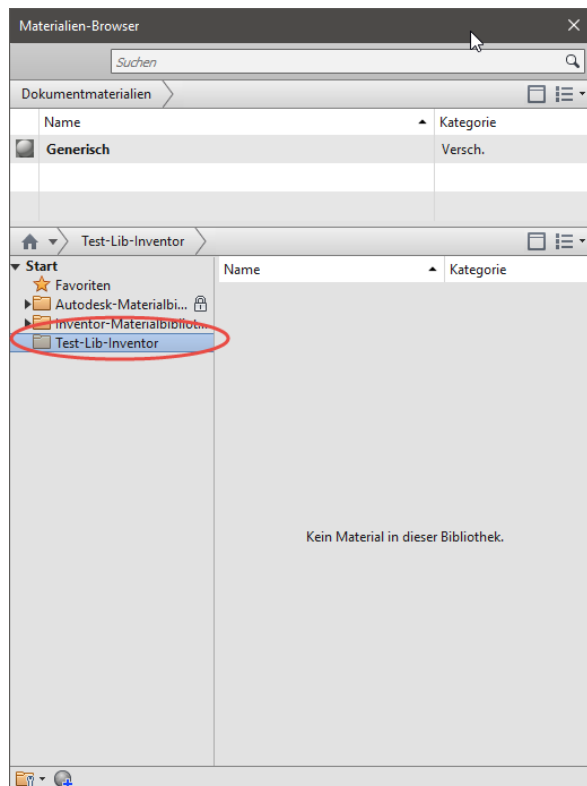 Materialien-Browser
Suchen
Dokumentmaterialien
Name Kategorie
Generisch Versch.
Test-Lib-Inventor
Start
Name Kategorie
Favoriten
Autodesk-Materialbi...
Inventor-Materialbibliot...
Test-Lib-Inventor
Kein Material in dieser Bibliothek.